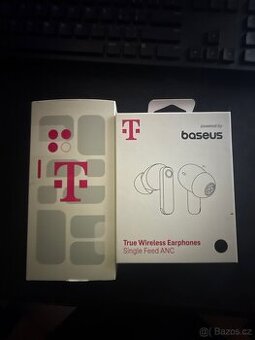 T
T
powered by
baseus
True Wireless Earphones
Single Feed ANC
Bazos.cz